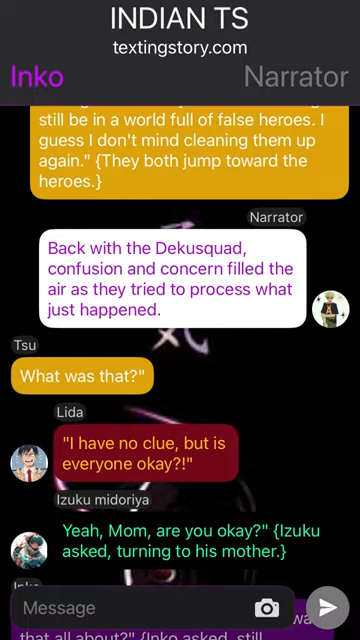 INDIAN TS
textingstory.com
Inko
Narrator
still be in a world full of false heroes. I
guess I don't mind cleaning them up
again." {They both jump toward the
heroes.}
Narrator
Back with the Dekusquad,
confusion and concern filled the
air as they tried to process what
just happened.
Tsu
What was that?"
Lida
"I have no clue, but is
everyone okay?!"
Izuku midoriya
Yeah, Mom, are you okay?" {Izuku
asked, turning to his mother.}
Inko
Message
that all about?" {Inko asked, still